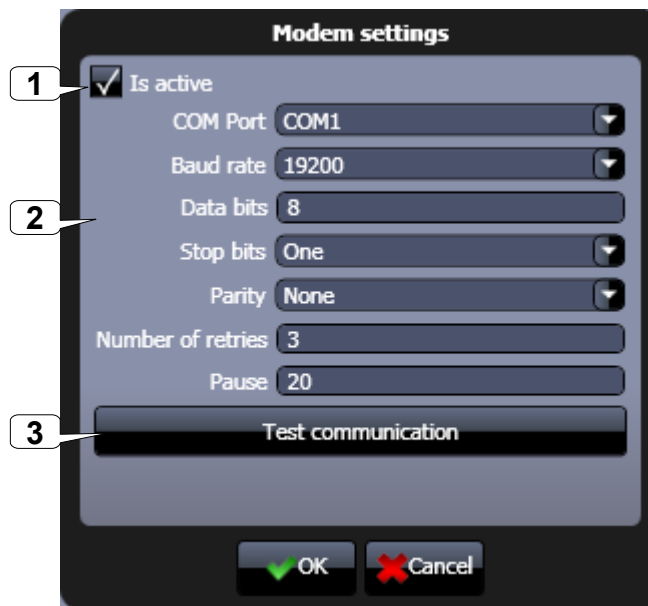 Modem settings
1
Is active
COM Port COM1
Baud rate 19200
2
Data bits 8
Stop bits One
Parity None
Number of retries 3
Pause 20
3
Test communication
OK Cancel